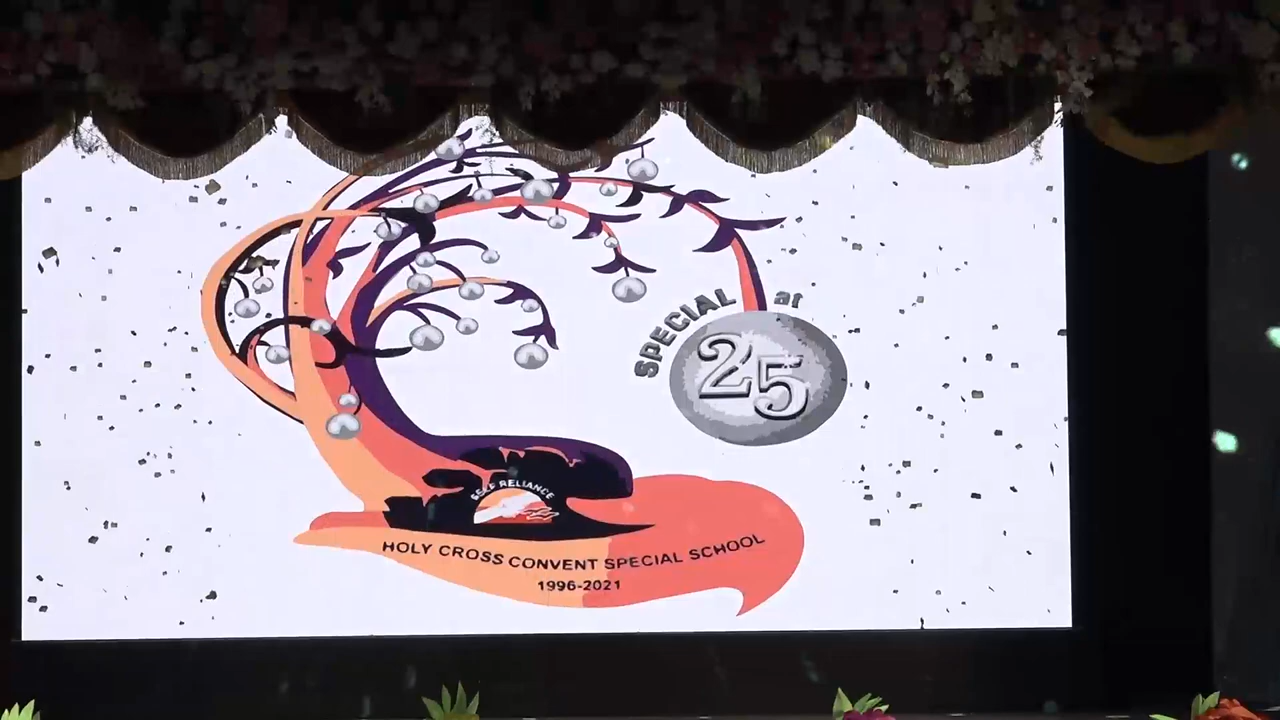 SPECIAL at
25
SELF RELIANCE
HOLY CROSS CONVENT SPECIAL SCHOOL
1996-2021